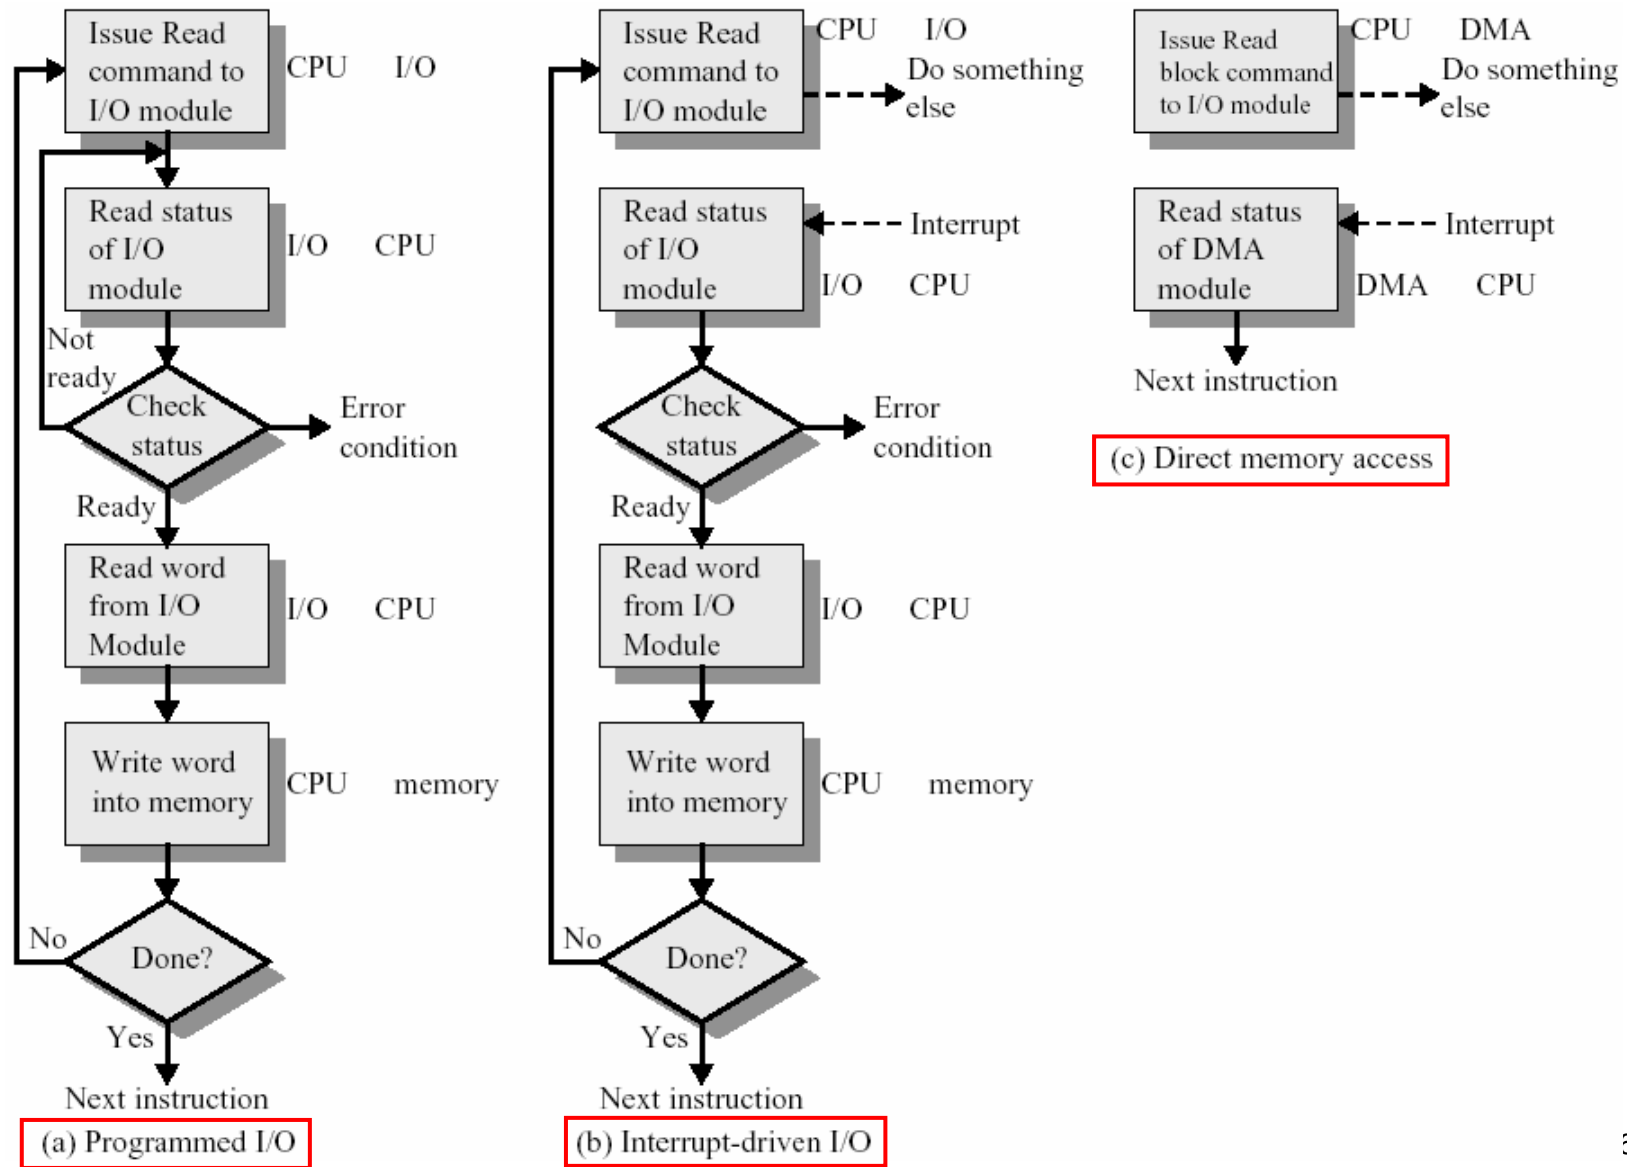 Issue Read
command to
I/O module
CPU I/O
Read status
of I/O
module
I/O CPU
Not
ready
Check
status
Error
condition
Ready
Read word
from I/O
Module
I/O CPU
Write word
into memory
CPU memory
No
Done?
Yes
Next instruction
(a) Programmed I/O
Issue Read
command to
I/O module
CPU I/O
Do something
else
Read status
of I/O
module
Interrupt
I/O CPU
Check
status
Error
condition
Ready
Read word
from I/O
Module
I/O CPU
Write word
into memory
CPU memory
No
Done?
Yes
Next instruction
(b) Interrupt-driven I/O
Issue Read
block command
to I/O module
CPU DMA
Do something
else
Read status
of DMA
module
Interrupt
DMA CPU
Next instruction
(c) Direct memory access